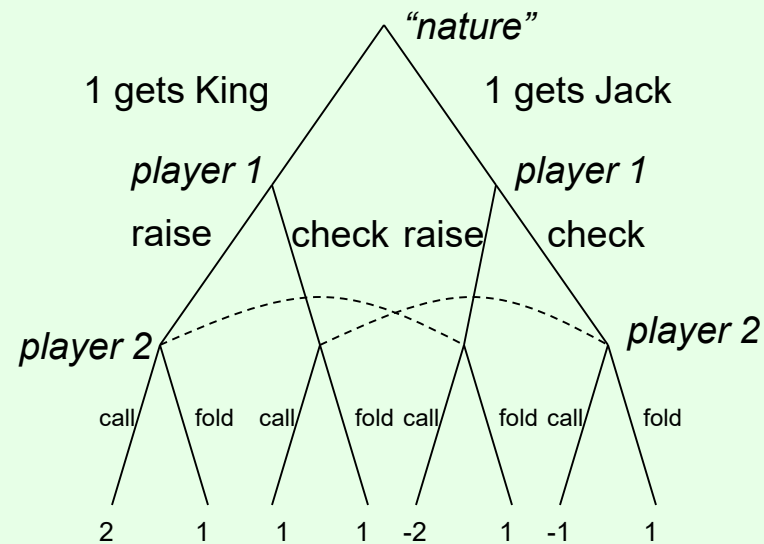 “nature”
1 gets King
1 gets Jack
player 1
player 1
raise
check
raise
check
player 2
player 2
call
fold
call
fold
call
fold
call
fold
2
1
1
1
-2
1
-1
1